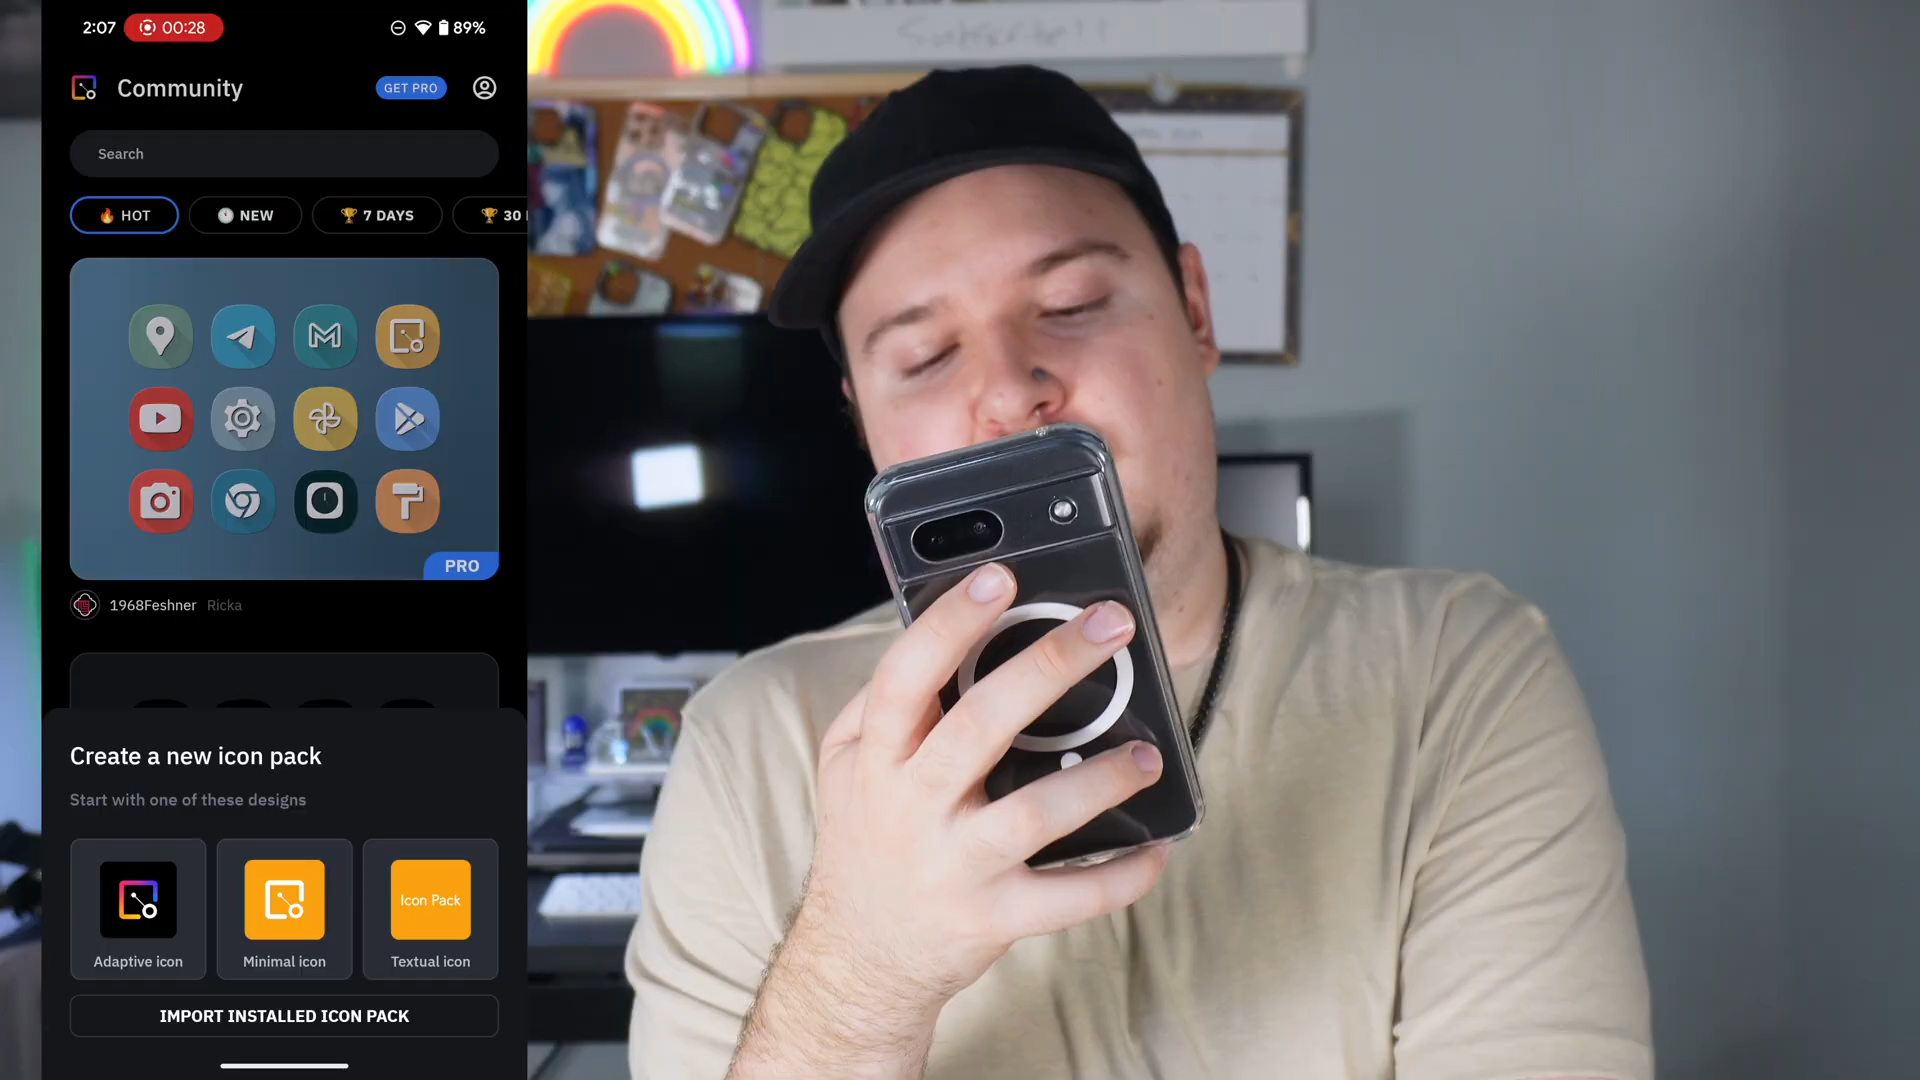 2:07
00:28
89%
Community
GET PRO
Search
HOT
NEW
7 DAYS
30
PRO
1968Feshner Ricka
Create a new icon pack
Start with one of these designs
Icon Pack
Adaptive icon
Minimal icon
Textual icon
IMPORT INSTALLED ICON PACK
Subscribe!!